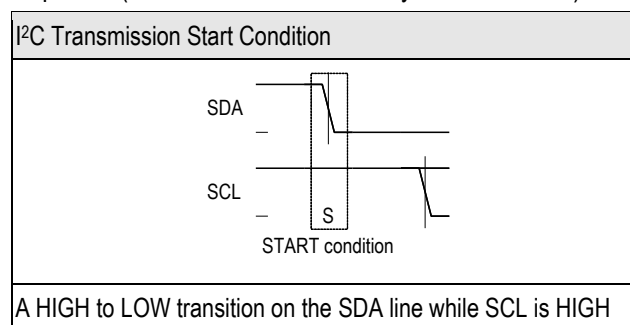 I²C Transmission Start Condition
SDA
SCL
S
START condition
A HIGH to LOW transition on the SDA line while SCL is HIGH